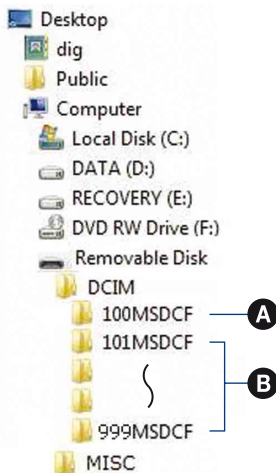 Desktop
dig
Public
Computer
Local Disk (C:)
DATA (D:)
RECOVERY (E:)
DVD RW Drive (F:)
Removable Disk
DCIM
100MSDCF A
101MSDCF
B
999MSDCF
MISC